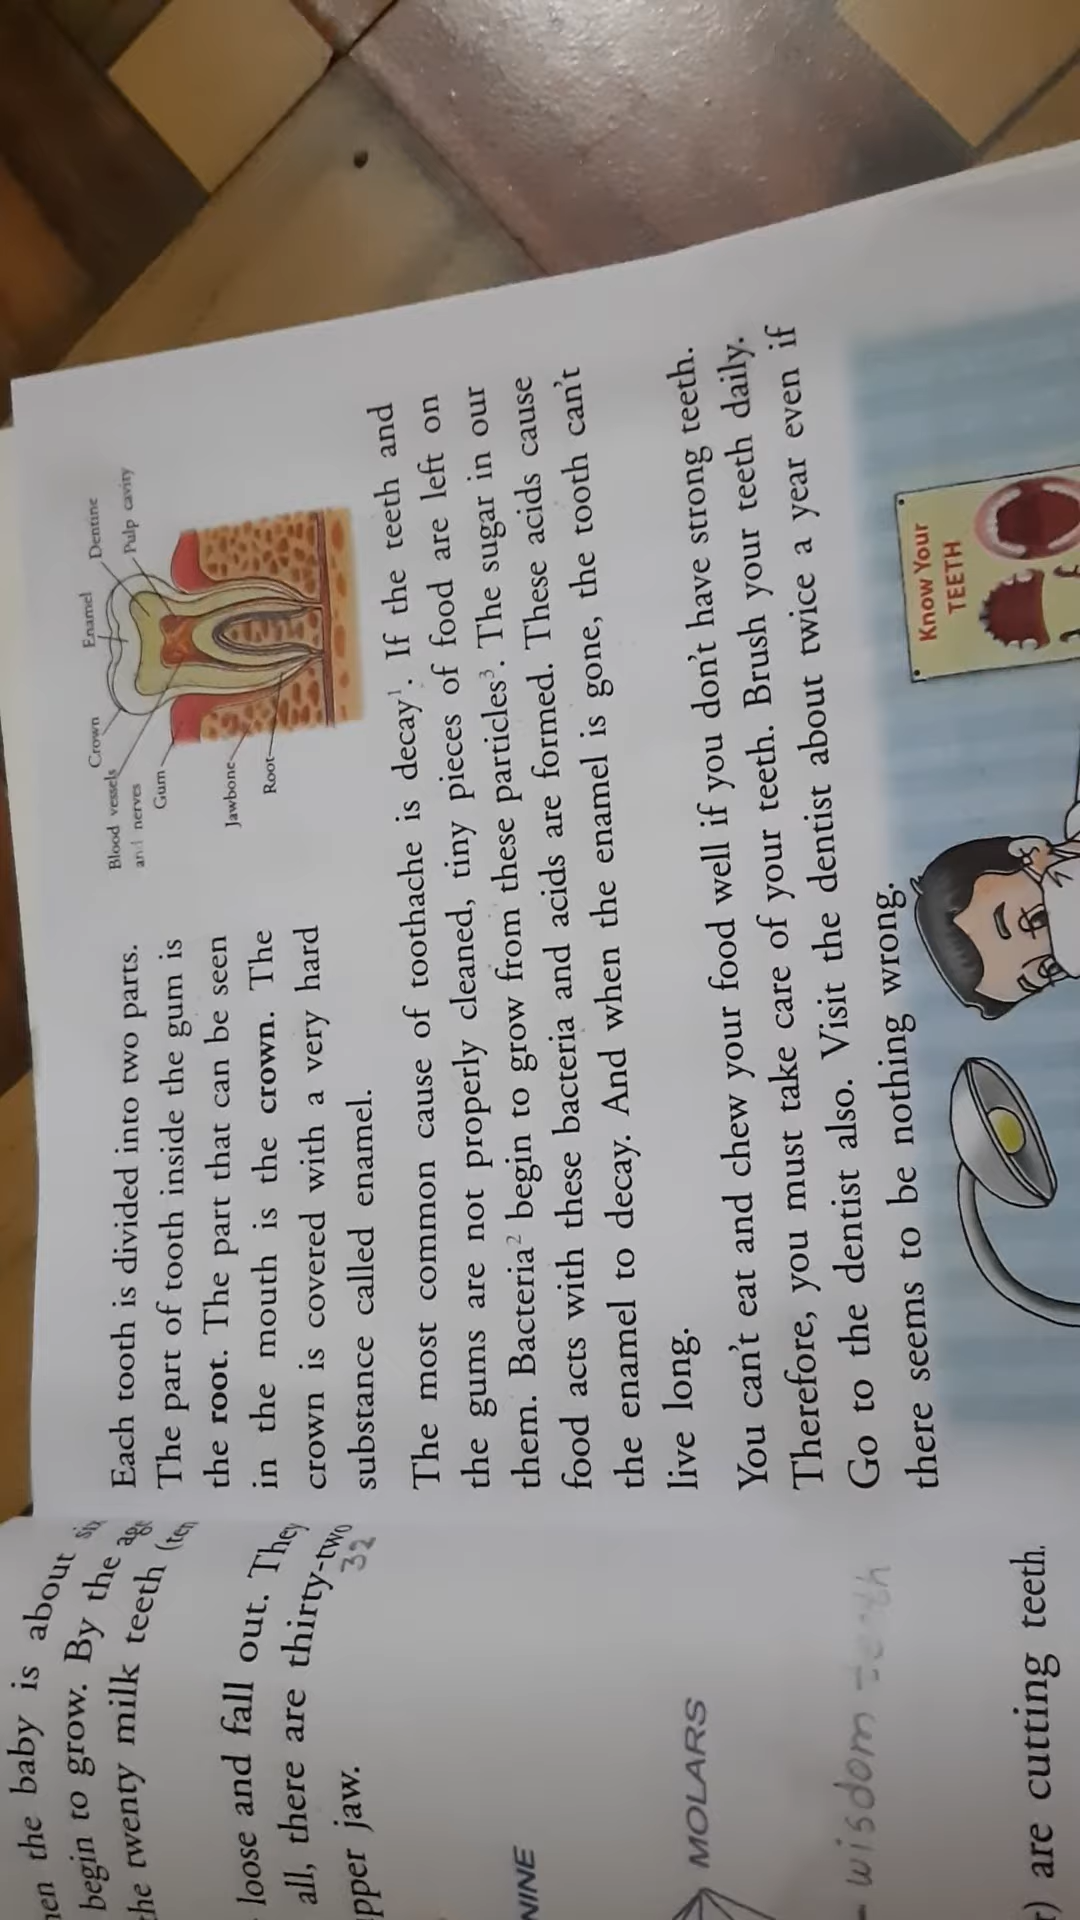 en the baby is about six
begin to grow. By the age
the twenty milk teeth (ten
loose and fall out. They
all, there are thirty-two
32
pper jaw.
NINE
MOLARS
- wisdom teeth
) are cutting teeth.
Each tooth is divided into two parts.
The part of tooth inside the gum is
the root. The part that can be seen
in the mouth is the crown. The
crown is covered with a very hard
substance called enamel.
Crown
Enamel
Dentine
Pulp cavity
Blood vessels
and nerves
Gum
Jawbone
Root
The most common cause of toothache is decay¹. If the teeth and
the gums are not properly cleaned, tiny pieces of food are left on
them. Bacteria² begin to grow from these particles³. The sugar in our
food acts with these bacteria and acids are formed. These acids cause
the enamel to decay. And when the enamel is gone, the tooth can't
live long.
You can't eat and chew your food well if you don't have strong teeth.
Therefore, you must take care of your teeth. Brush your teeth daily.
Go to the dentist also. Visit the dentist about twice a year even if
there seems to be nothing wrong.
Know Your
TEETH